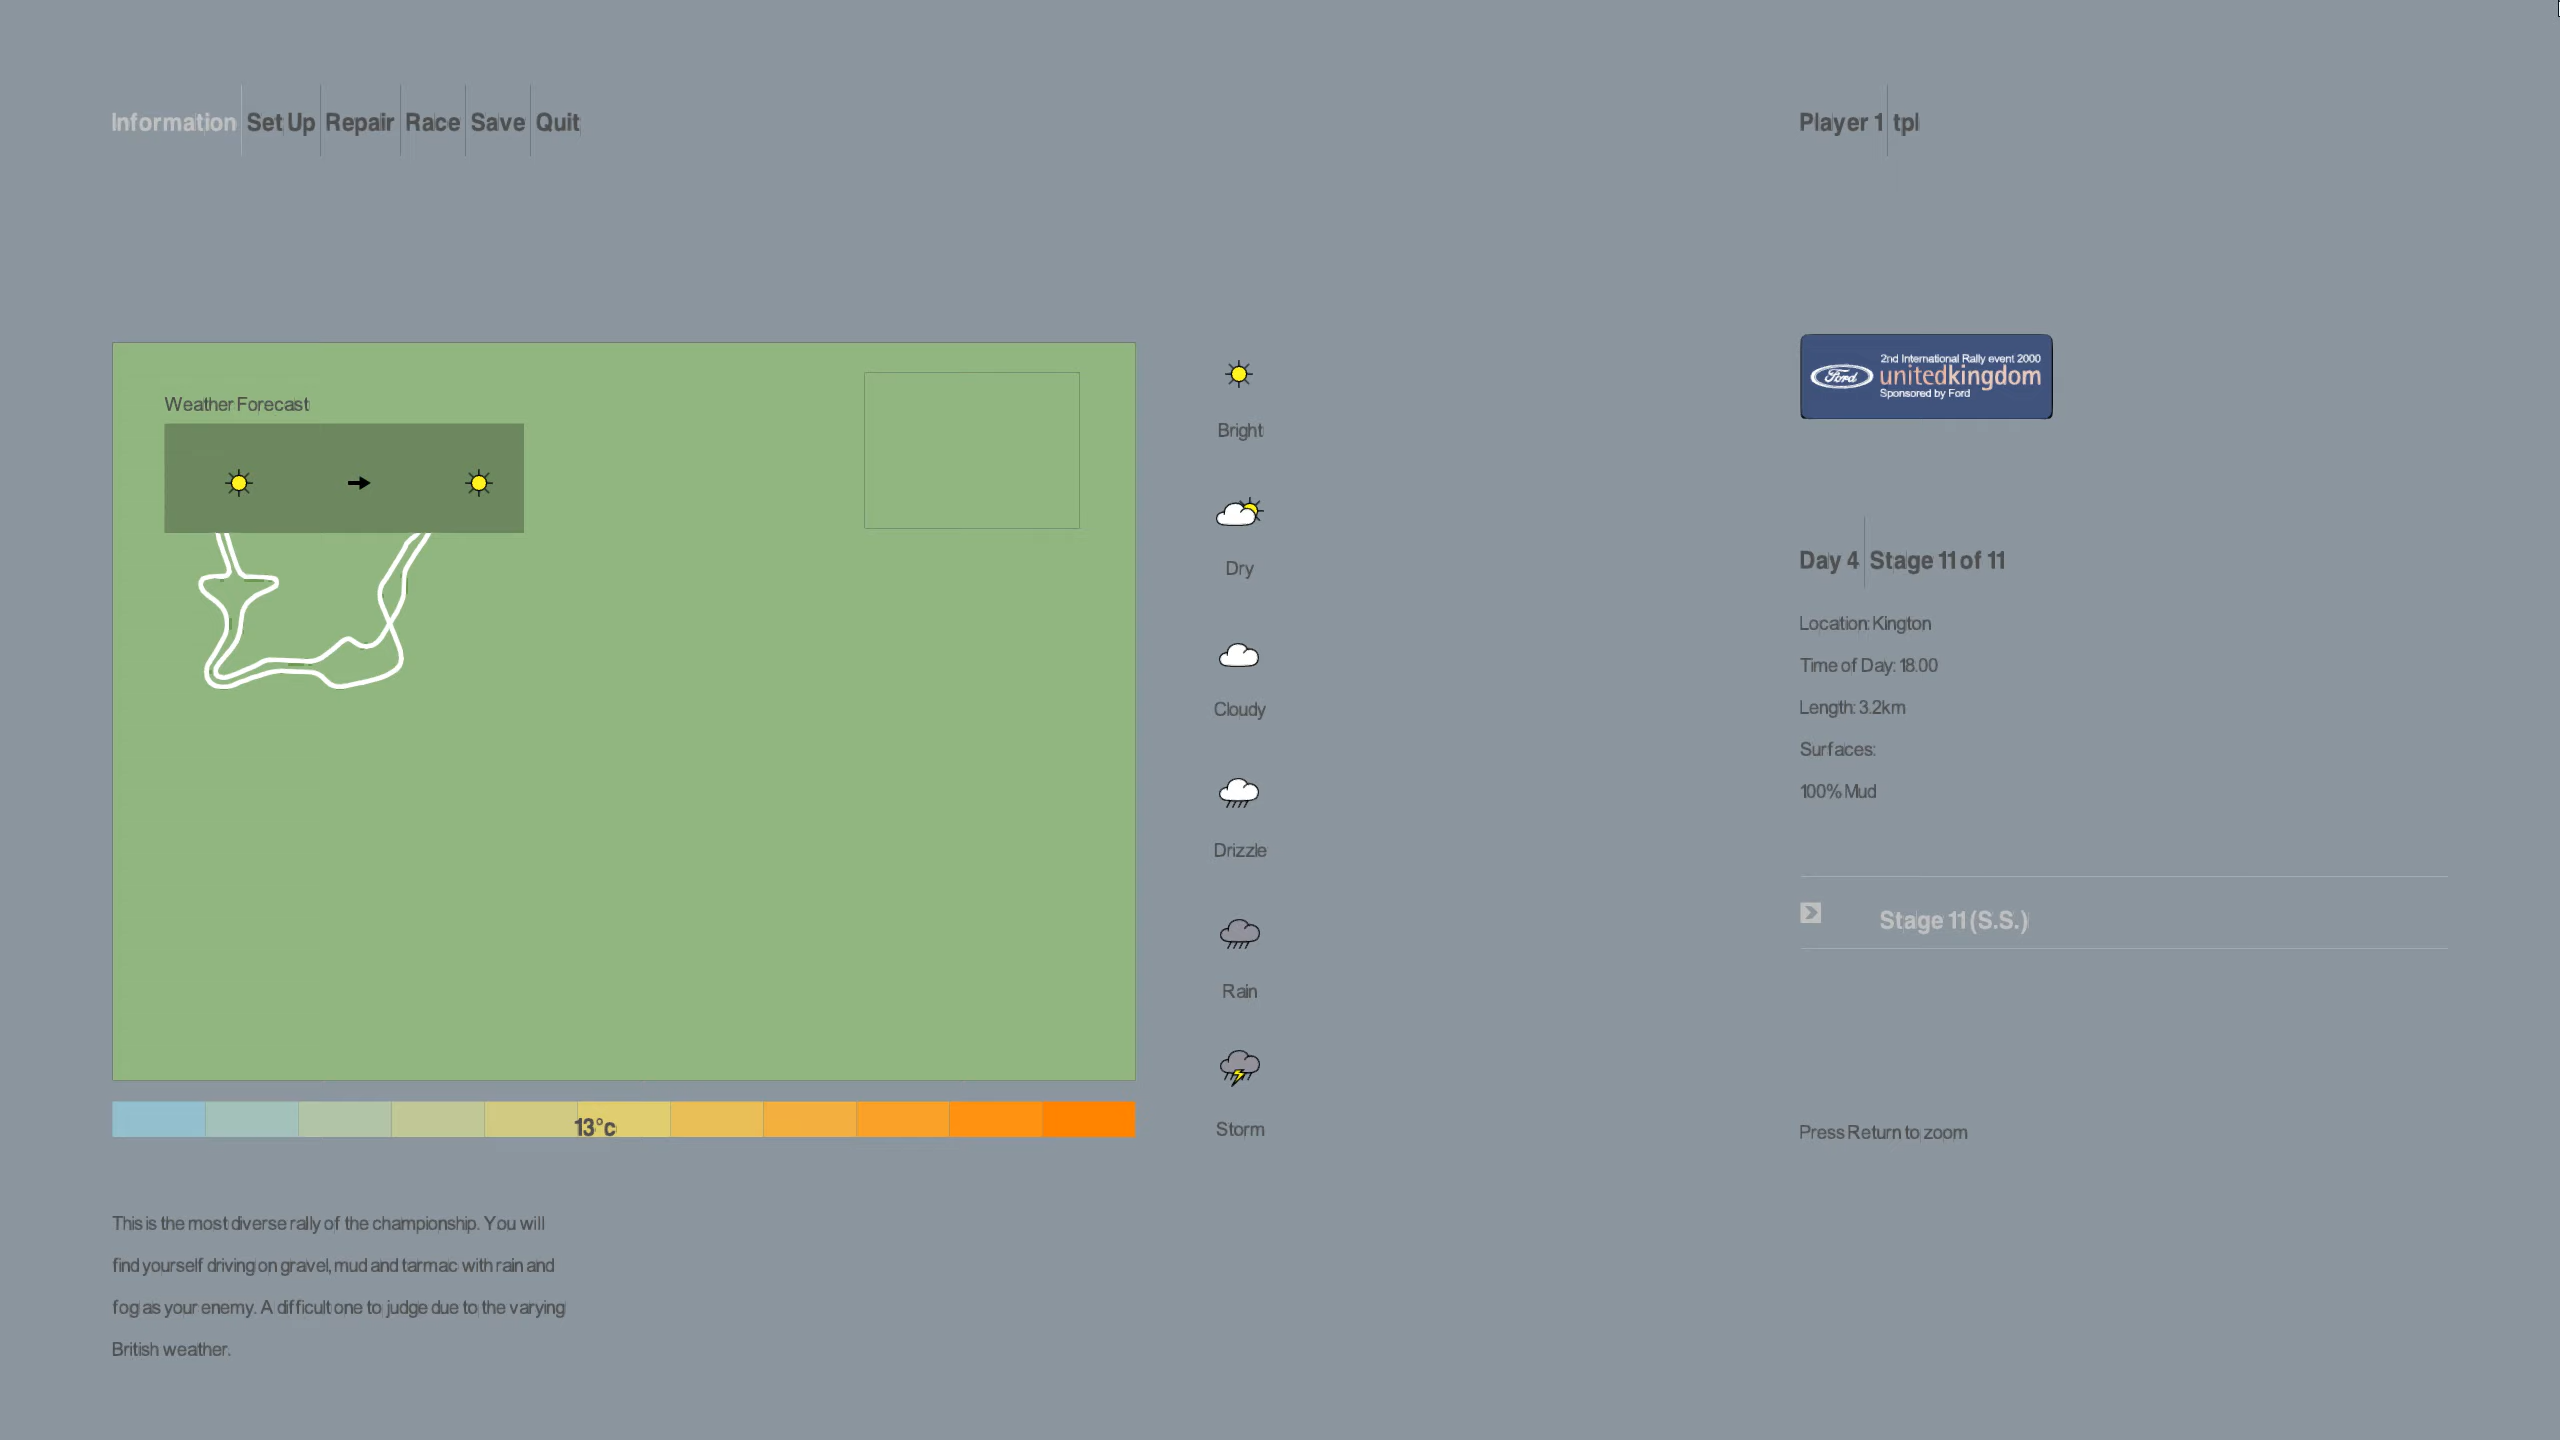 Information Set Up Repair Race Save Quit
Player 1 tpl
Weather Forecast
Bright
Dry
Cloudy
Drizzle
Rain
Storm
13°c
This is the most diverse rally of the championship. You will
find yourself driving on gravel, mud and tarmac with rain and
fog as your enemy. A difficult one to judge due to the varying
British weather.
Ford
2nd International Rally event 2000
unitedkingdom
Sponsored by Ford
Day 4 Stage 11 of 11
Location: Kington
Time of Day: 18.00
Length: 3.2km
Surfaces:
100% Mud
Stage 11 (S.S.)
Press Return to zoom